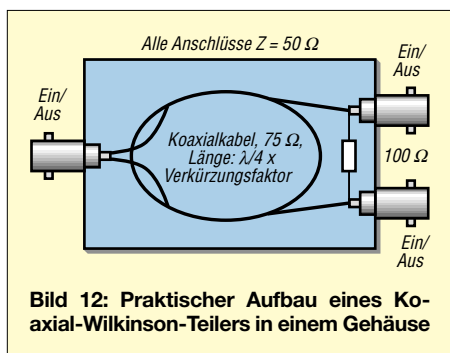 Alle Anschlüsse Z = 50 Ω
Ein/
Aus
Ein/
Aus
Koaxialkabel, 75 Ω,
Länge: λ/4 x
Verkürzungsfaktor
100 Ω
Ein/
Aus
Bild 12: Praktischer Aufbau eines Ko-
axial-Wilkinson-Teilers in einem Gehäuse